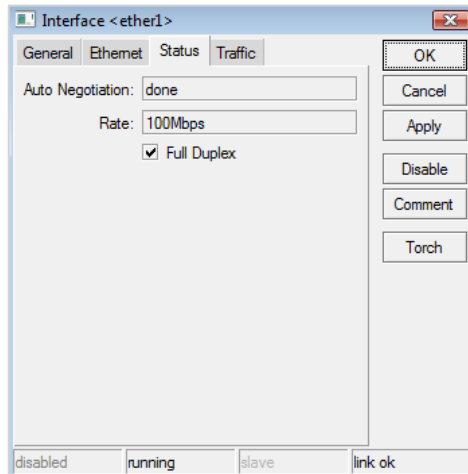 Interface <ether1>
General Ethernet Status Traffic
OK
Auto Negotiation: done
Cancel
Rate: 100Mbps
Apply
Full Duplex
Disable
Comment
Torch
disabled running slave link ok